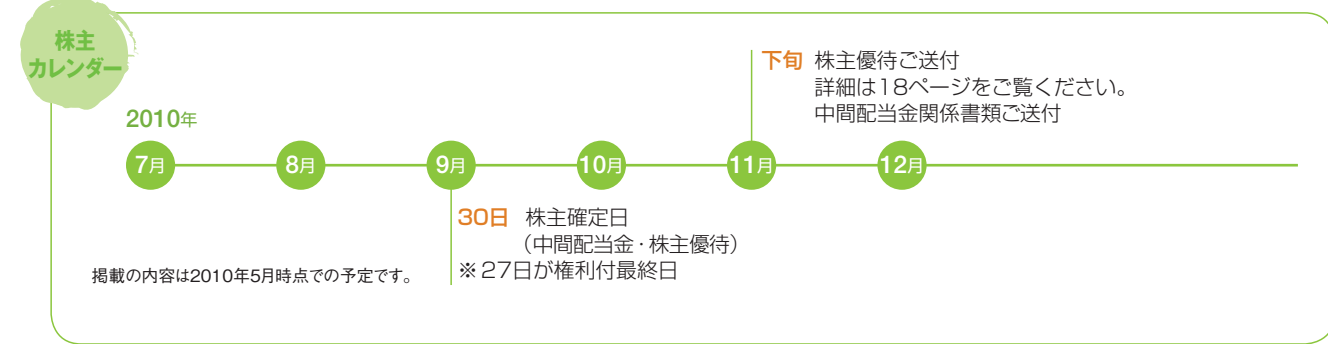 株主
カレンダー
下旬 株主優待ご送付
詳細は18ページをご覧ください。
中間配当金関係書類ご送付
2010年
7月 8月 9月 10月 11月 12月
30日 株主確定日
（中間配当金・株主優待）
※27日が権利付最終日
掲載の内容は2010年5月時点での予定です。